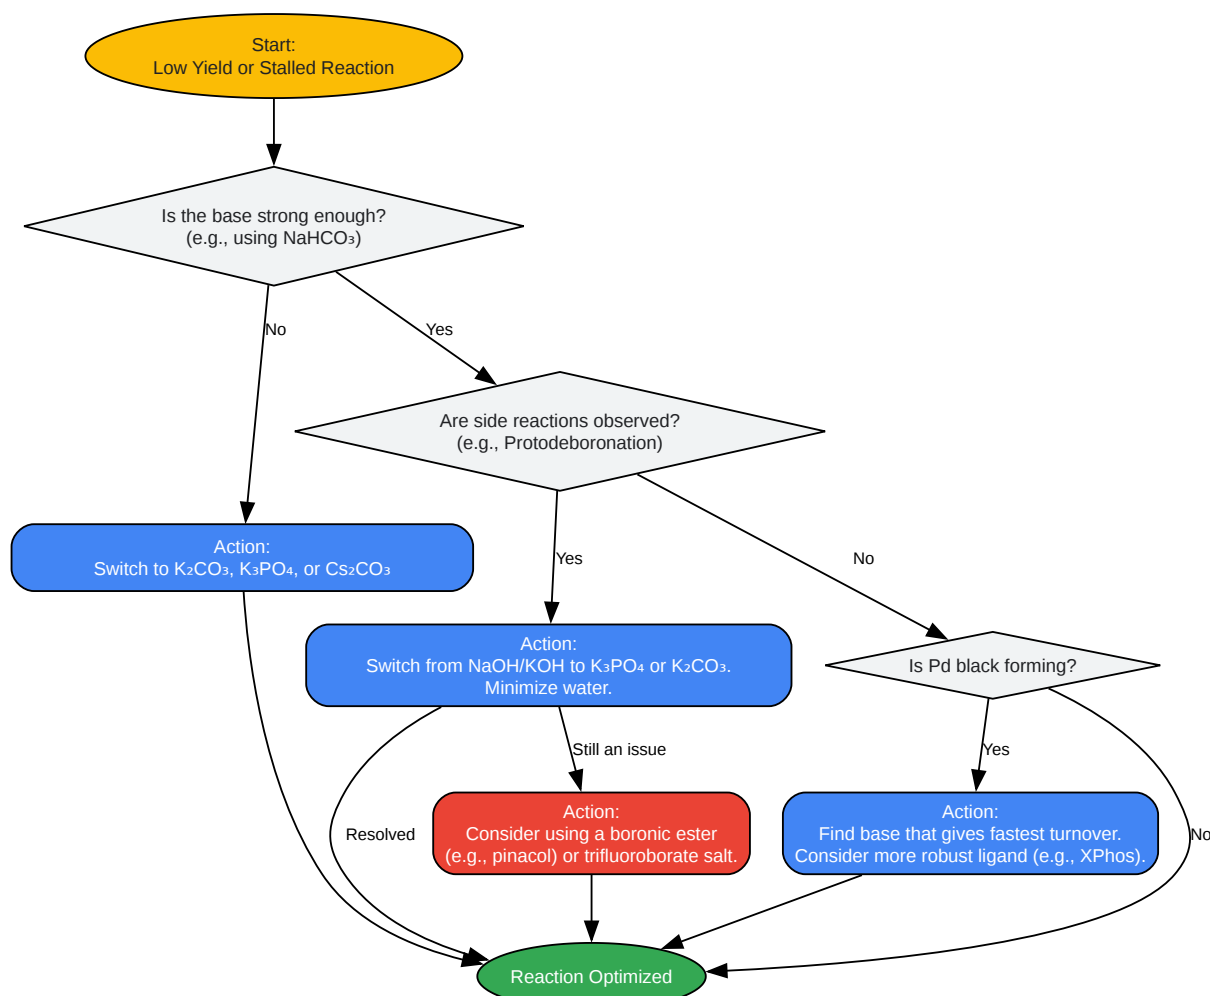 Start:
Low Yield or Stalled Reaction
Is the base strong enough?
(e.g., using NaHCO₃)
No
Yes
Are side reactions observed?
(e.g., Protodeboronation)
Action:
Switch to K₂CO₃, K₃PO₄, or Cs₂CO₃
Yes
No
Action:
Switch from NaOH/KOH to K₃PO₄ or K₂CO₃.
Minimize water.
Is Pd black forming?
Still an issue
Yes
Resolved
Action:
Consider using a boronic ester
(e.g., pinacol) or trifluoroborate salt.
Action:
Find base that gives fastest turnover.
Consider more robust ligand (e.g., XPhos).
No
Reaction Optimized